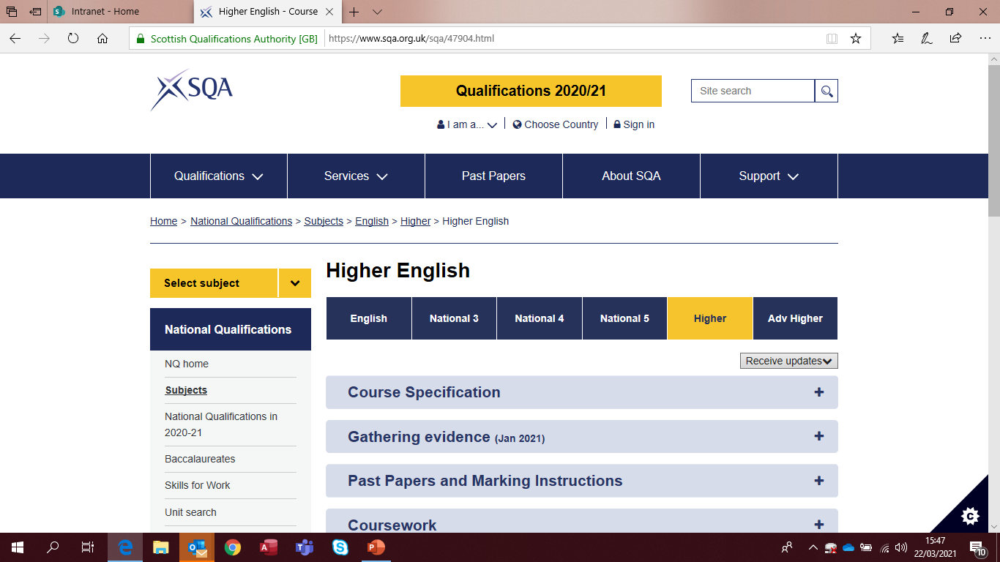 Intranet - Home
Higher English - Course
Scottish Qualifications Authority [GB]
https://www.sqa.org.uk/sqa/47904.html
SQA
Qualifications 2020/21
Site search
I am a...
Choose Country
Sign in
Qualifications
Services
Past Papers
About SQA
Support
Home > National Qualifications > Subjects > English > Higher > Higher English
Select subject
National Qualifications
NQ home
Subjects
National Qualifications in
2020-21
Baccalaureates
Skills for Work
Unit search
Higher English
English
National 3
National 4
National 5
Higher
Adv Higher
Receive updates
Course Specification
Gathering evidence (Jan 2021)
Past Papers and Marking Instructions
Coursework
15:47
22/03/2021
10